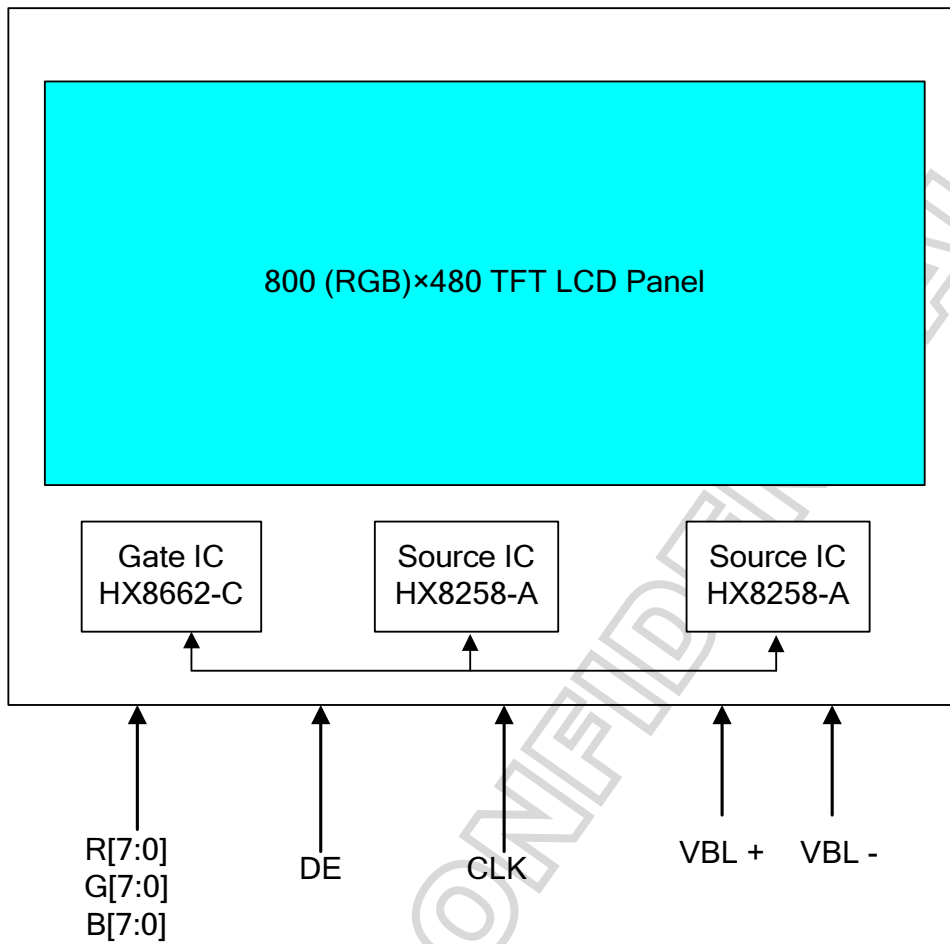 800 (RGB)×480 TFT LCD Panel
Gate IC
HX8662-C
Source IC
HX8258-A
Source IC
HX8258-A
R[7:0]
G[7:0]
B[7:0]
DE
CLK
VBL +
VBL -